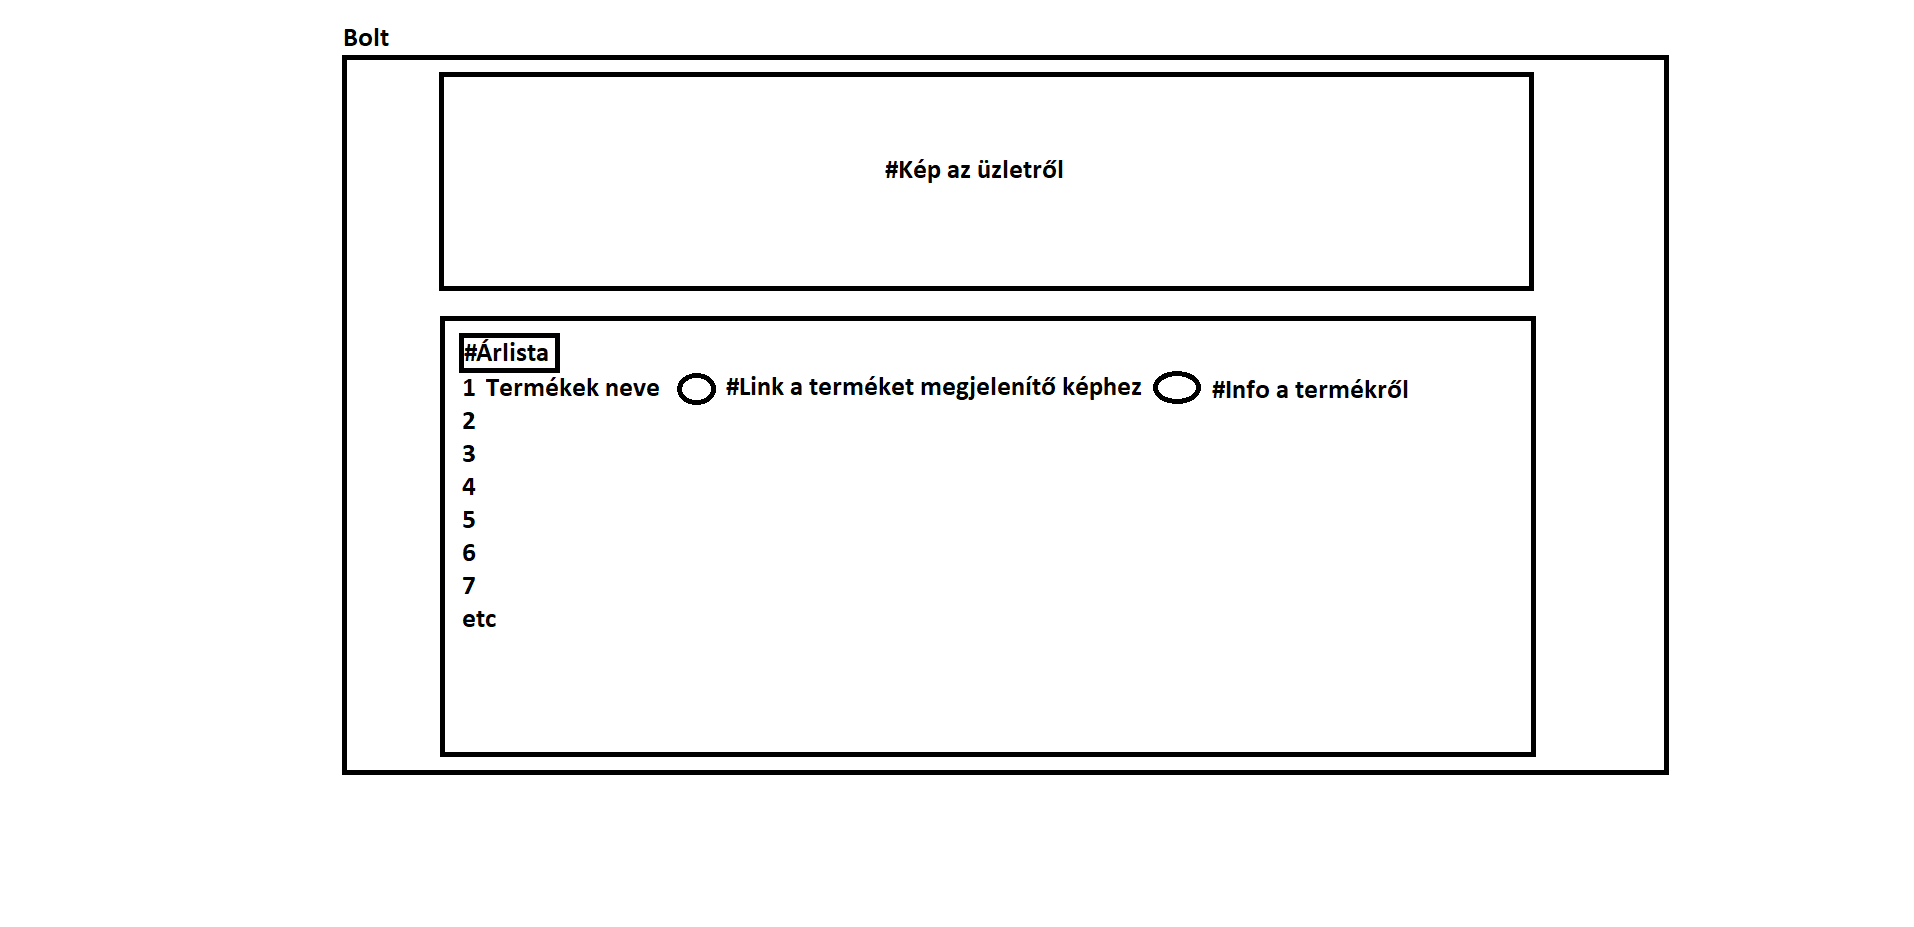 Bolt
#Kép az üzletről
#Árlista
1 Termékek neve #Link a terméket megjelenítő képhez #Info a termékről
2
3
4
5
6
7
etc